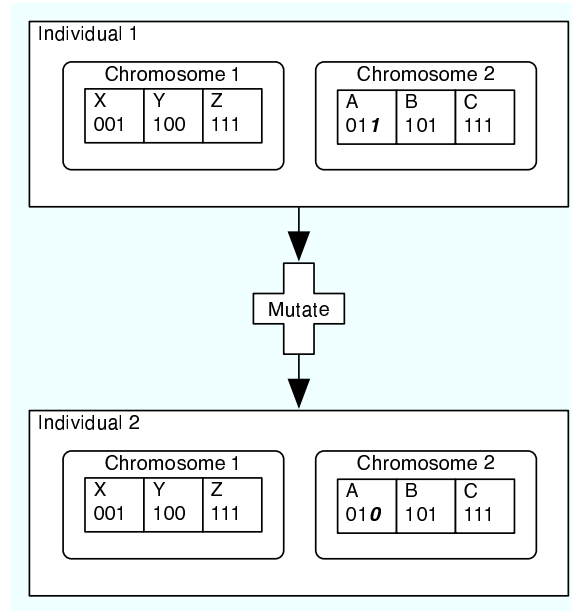 Individual 1
Chromosome 1 Chromosome 2
X Y Z A B C
001 100 111 011 101 111
Mutate
Individual 2
Chromosome 1 Chromosome 2
X Y Z A B C
001 100 111 010 101 111